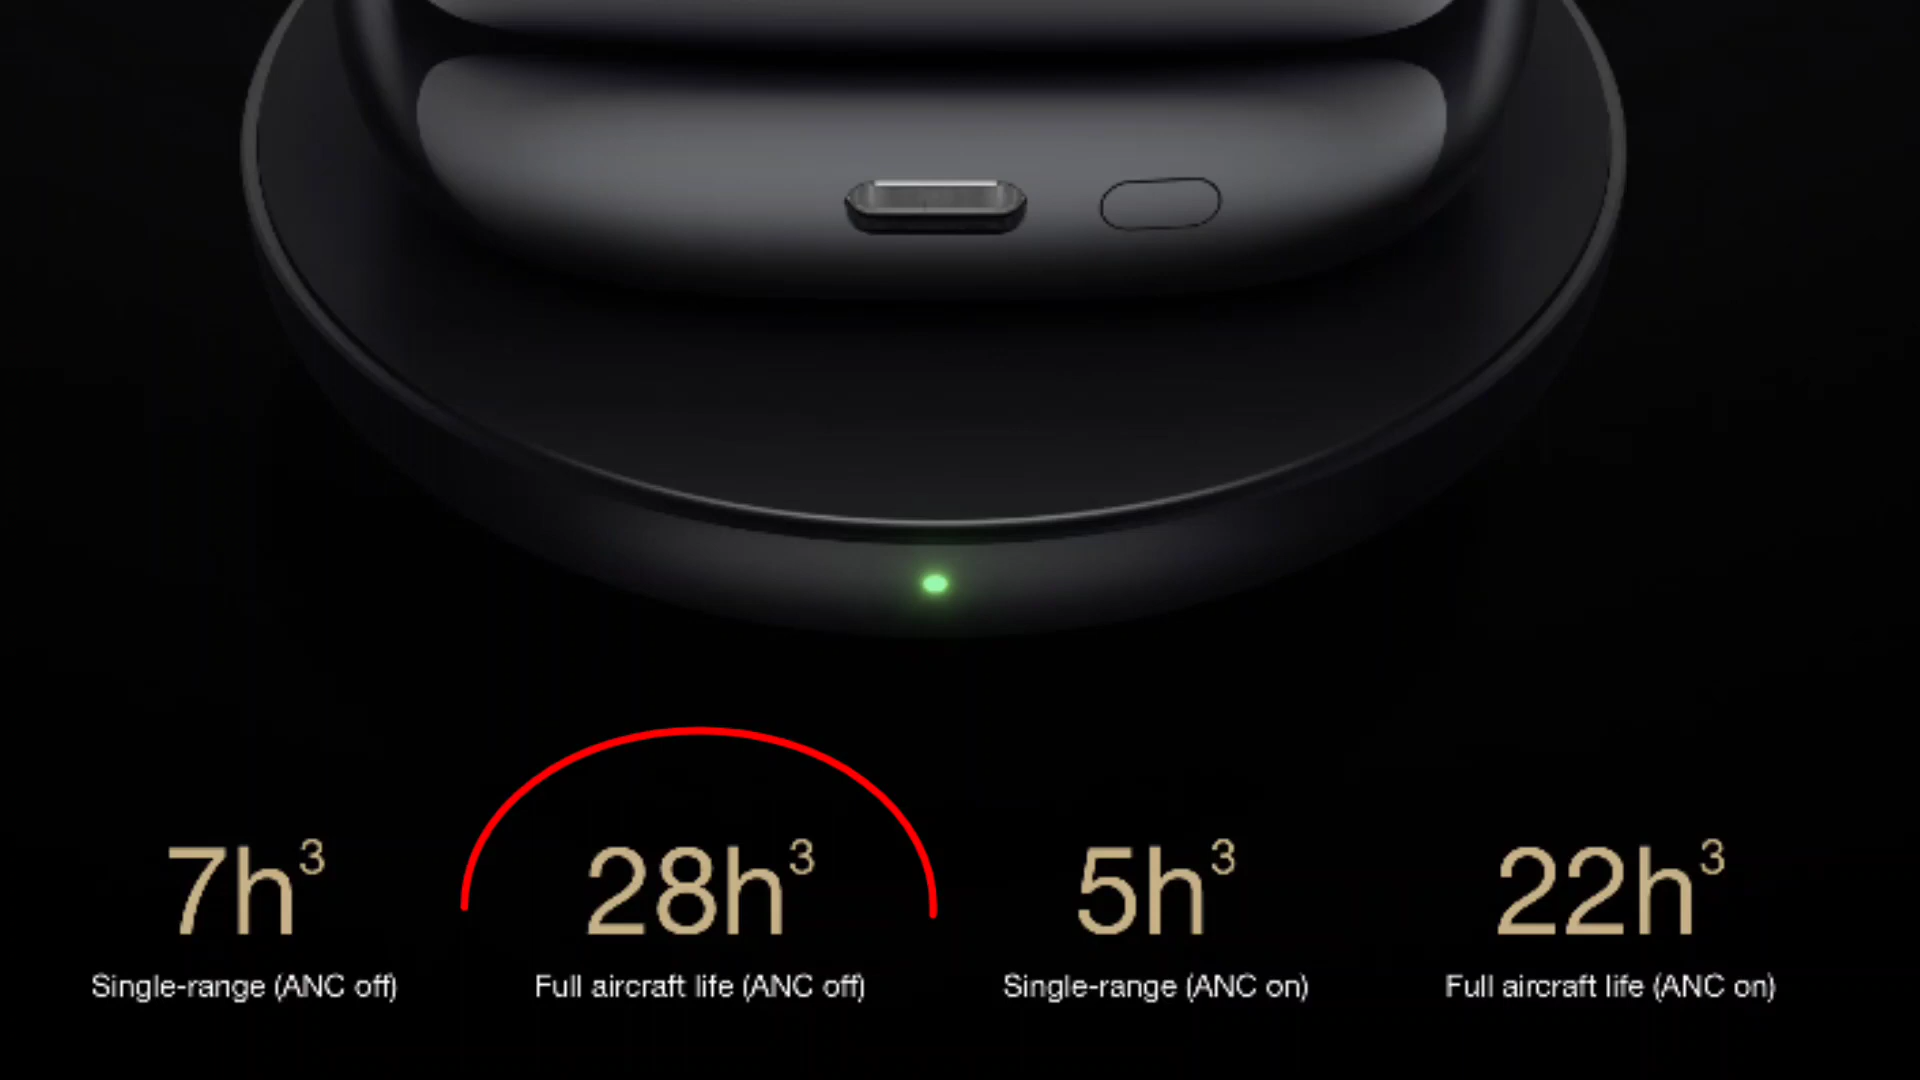 7h³ 28h³ 5h³ 22h³
Single-range (ANC off) Full aircraft life (ANC off) Single-range (ANC on) Full aircraft life (ANC on)